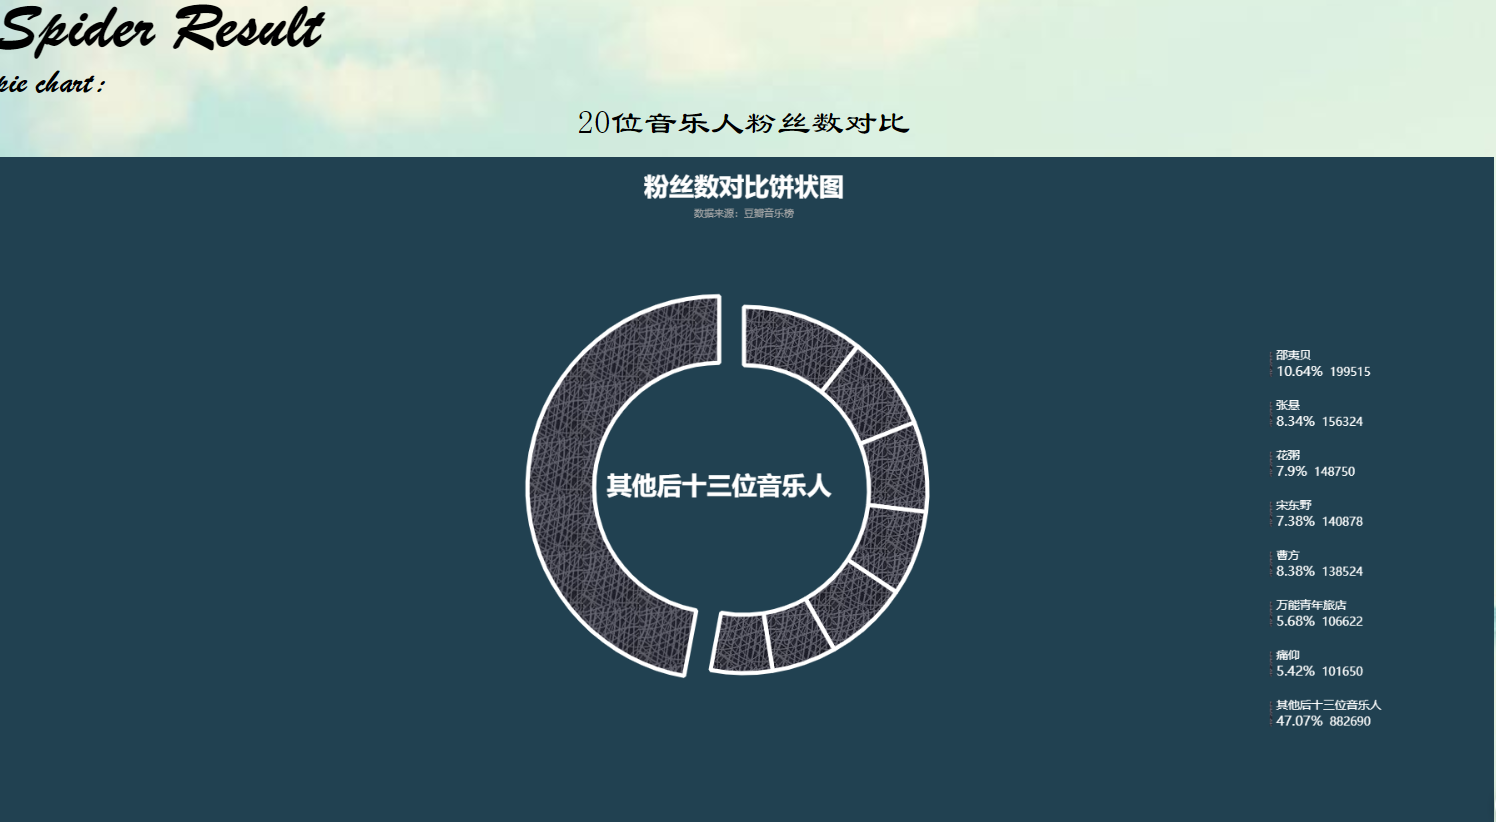 Spider Result
pie chart:
20位音乐人粉丝数对比
粉丝数对比饼状图
数据来源：豆瓣音乐榜
其他后十三位音乐人
邵夷贝
10.64% 199515
张悬
8.34% 156324
花粥
7.9% 148750
宋东野
7.38% 140878
曹方
8.38% 138524
万能青年旅店
5.68% 106622
痛仰
5.42% 101650
其他后十三位音乐人
47.07% 882690